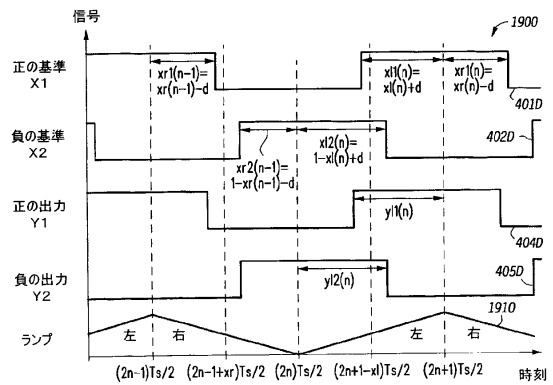 信号
1900
正の基準
X1
xr1(n-1)=
xr(n-1)-d
xl1(n)=
xl(n)+d
xr1(n)=
xr(n)-d
401D
負の基準
X2
xr2(n-1)=
1-xr(n-1)-d
xl2(n)=
1-xl(n)+d
402D
正の出力
Y1
yl1(n)
404D
負の出力
Y2
yl2(n)
405D
ランプ
左
右
左
右
1910
(2n-1)Ts/2
(2n-1+xr)Ts/2
(2n)Ts/2
(2n+1-xl)Ts/2
(2n+1)Ts/2
時刻